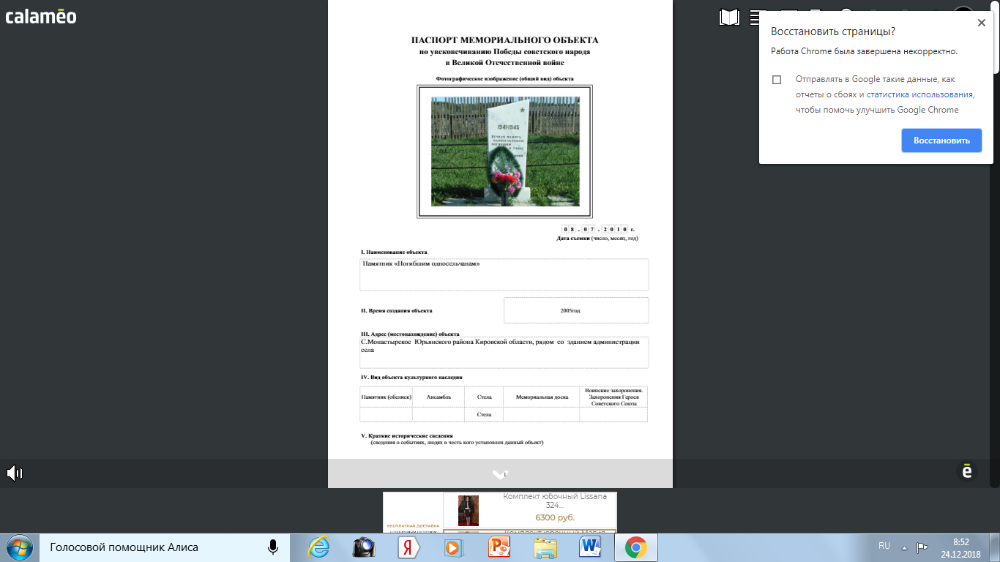 calaméo
ПАСПОРТ МЕМОРИАЛЬНОГО ОБЪЕКТА
по увековечиванию Победы советского народа
в Великой Отечественной войне
Фотографическое изображение (общий вид) объекта
1941-1945
ВЕЧНАЯ ПАМЯТЬ
08.07.2010 г.
Дата съемки (число, месяц, год)
I. Наименование объекта
Памятник «Погибшим односельчанам»
II. Время создания объекта
2005год
III. Адрес (местонахождение) объекта
С.Монастырское Юрьянского района Кировской области, рядом со зданием администрации
села
IV. Вид объекта культурного наследия
Памятник (обелиск) Ансамбль Стела Мемориальная доска Воинские захоронения.
Захоронения Героев
Советского Союза
Стела
V. Краткие исторические сведения
(сведения о событиях, людях в честь кого установлен данный объект)
1
Восстановить страницы?
Работа Chrome была завершена некорректно.
Отправлять в Google такие данные, как
отчеты о сбоях и статистика использования,
чтобы помочь улучшить Google Chrome
Восстановить
ē
Комплект юбочный Lissana
324...
6300 руб.
БЕСПЛАТНАЯ ДОСТАВКА
Голосовой помощник Алиса
RU
8:52
24.12.2018